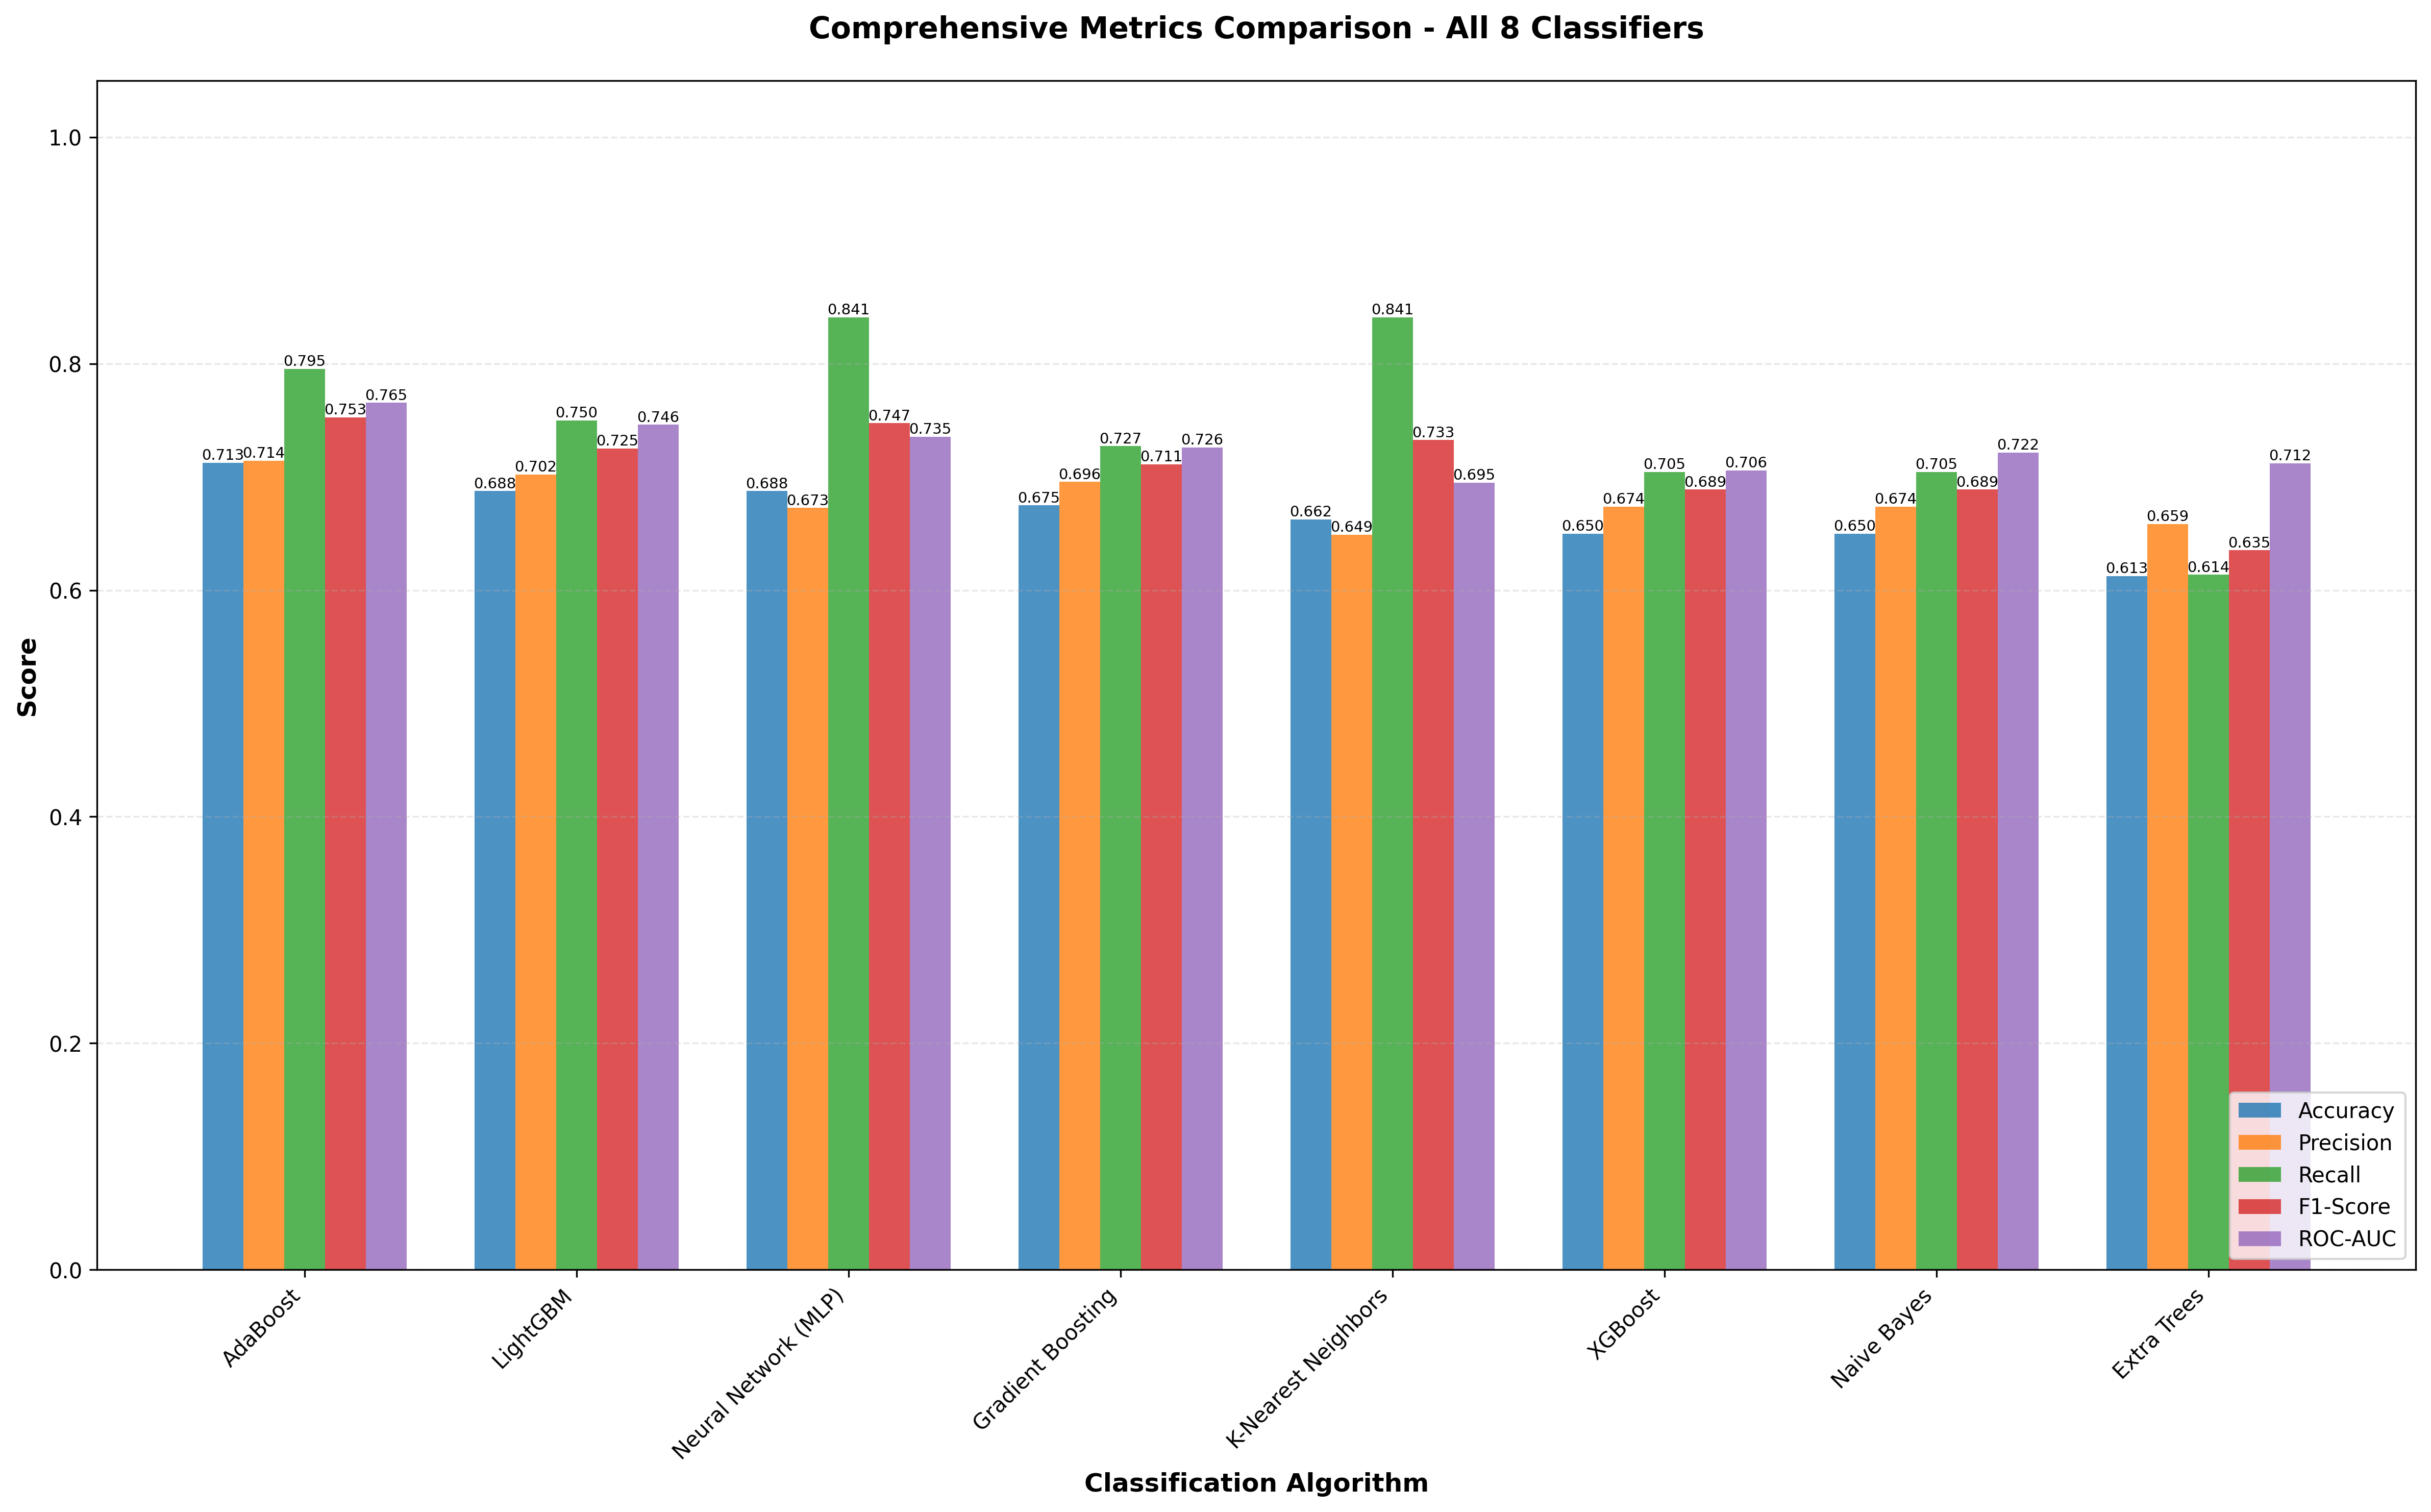 Comprehensive Metrics Comparison - All 8 Classifiers
Score
1.0
0.8
0.6
0.4
0.2
0.0
0.713 0.714 0.795 0.753 0.765
0.688 0.702 0.750 0.725 0.746
0.688 0.673 0.841 0.747 0.735
0.675 0.696 0.727 0.711 0.726
0.662 0.649 0.841 0.733 0.695
0.650 0.674 0.705 0.689 0.706
0.650 0.674 0.705 0.689 0.722
0.613 0.659 0.614 0.635 0.712
Accuracy
Precision
Recall
F1-Score
ROC-AUC
AdaBoost
LightGBM
Neural Network (MLP)
Gradient Boosting
K-Nearest Neighbors
XGBoost
Naive Bayes
Extra Trees
Classification Algorithm